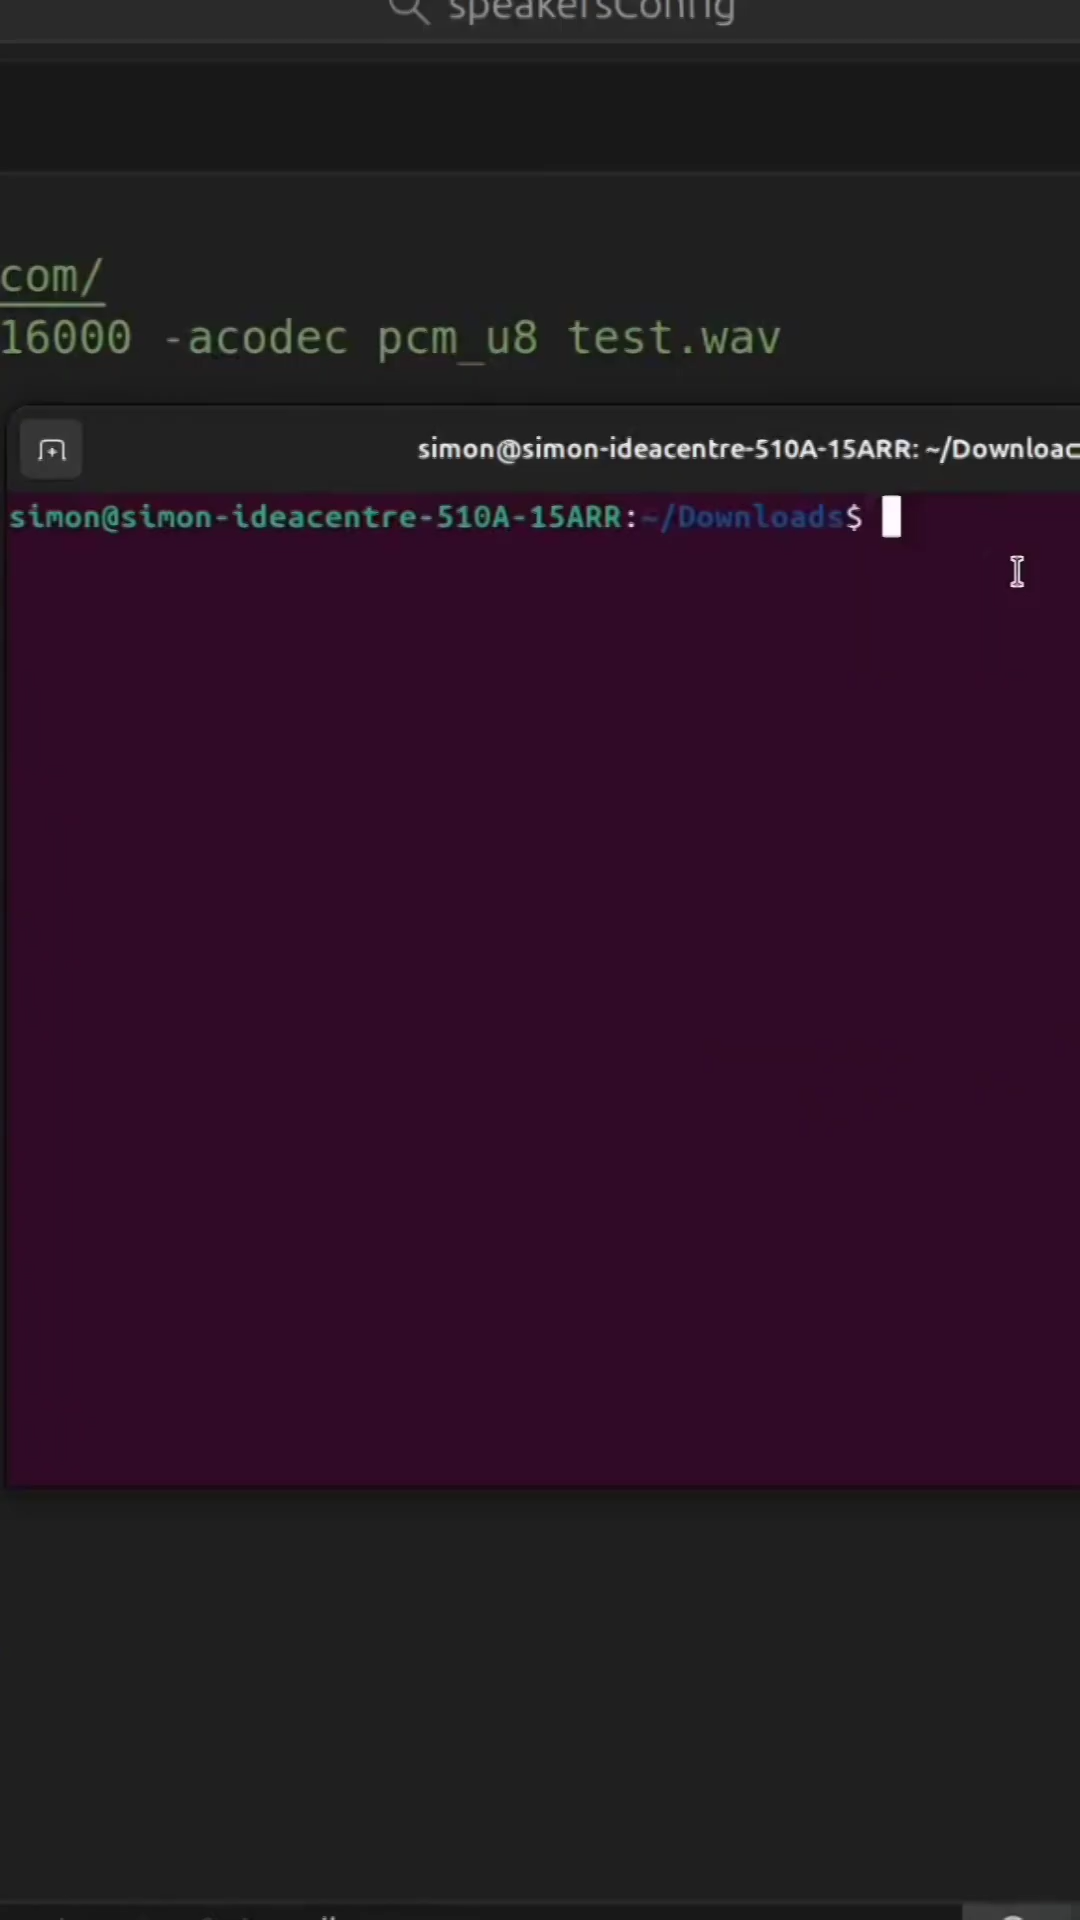 speakersConfig
com/
16000 -acodec pcm_u8 test.wav
simon@simon-ideacentre-510A-15ARR: ~/Downloac
simon@simon-ideacentre-510A-15ARR:~/Downloads$